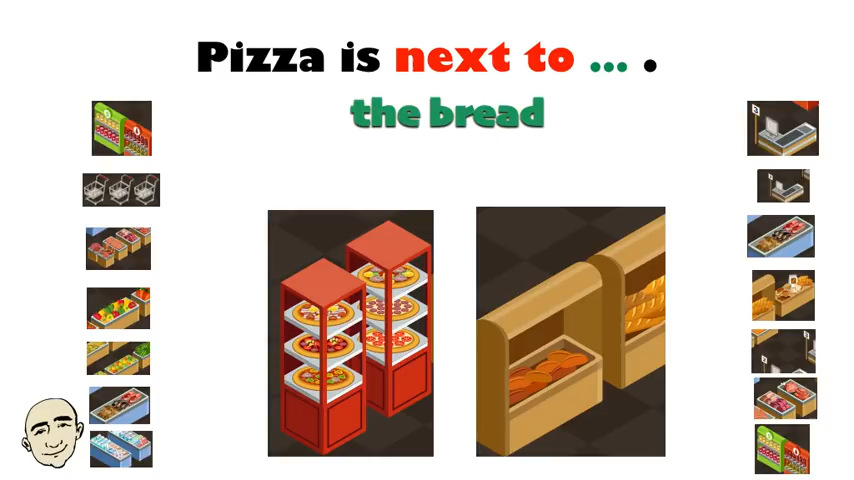 Pizza is next to ... .
the bread